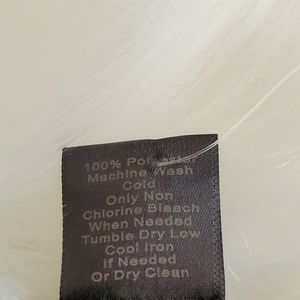 100% Polyester
Machine Wash
Cold
Only Non
Chlorine Bleach
When Needed
Tumble Dry Low
Cool Iron
If Needed
Or Dry Clean